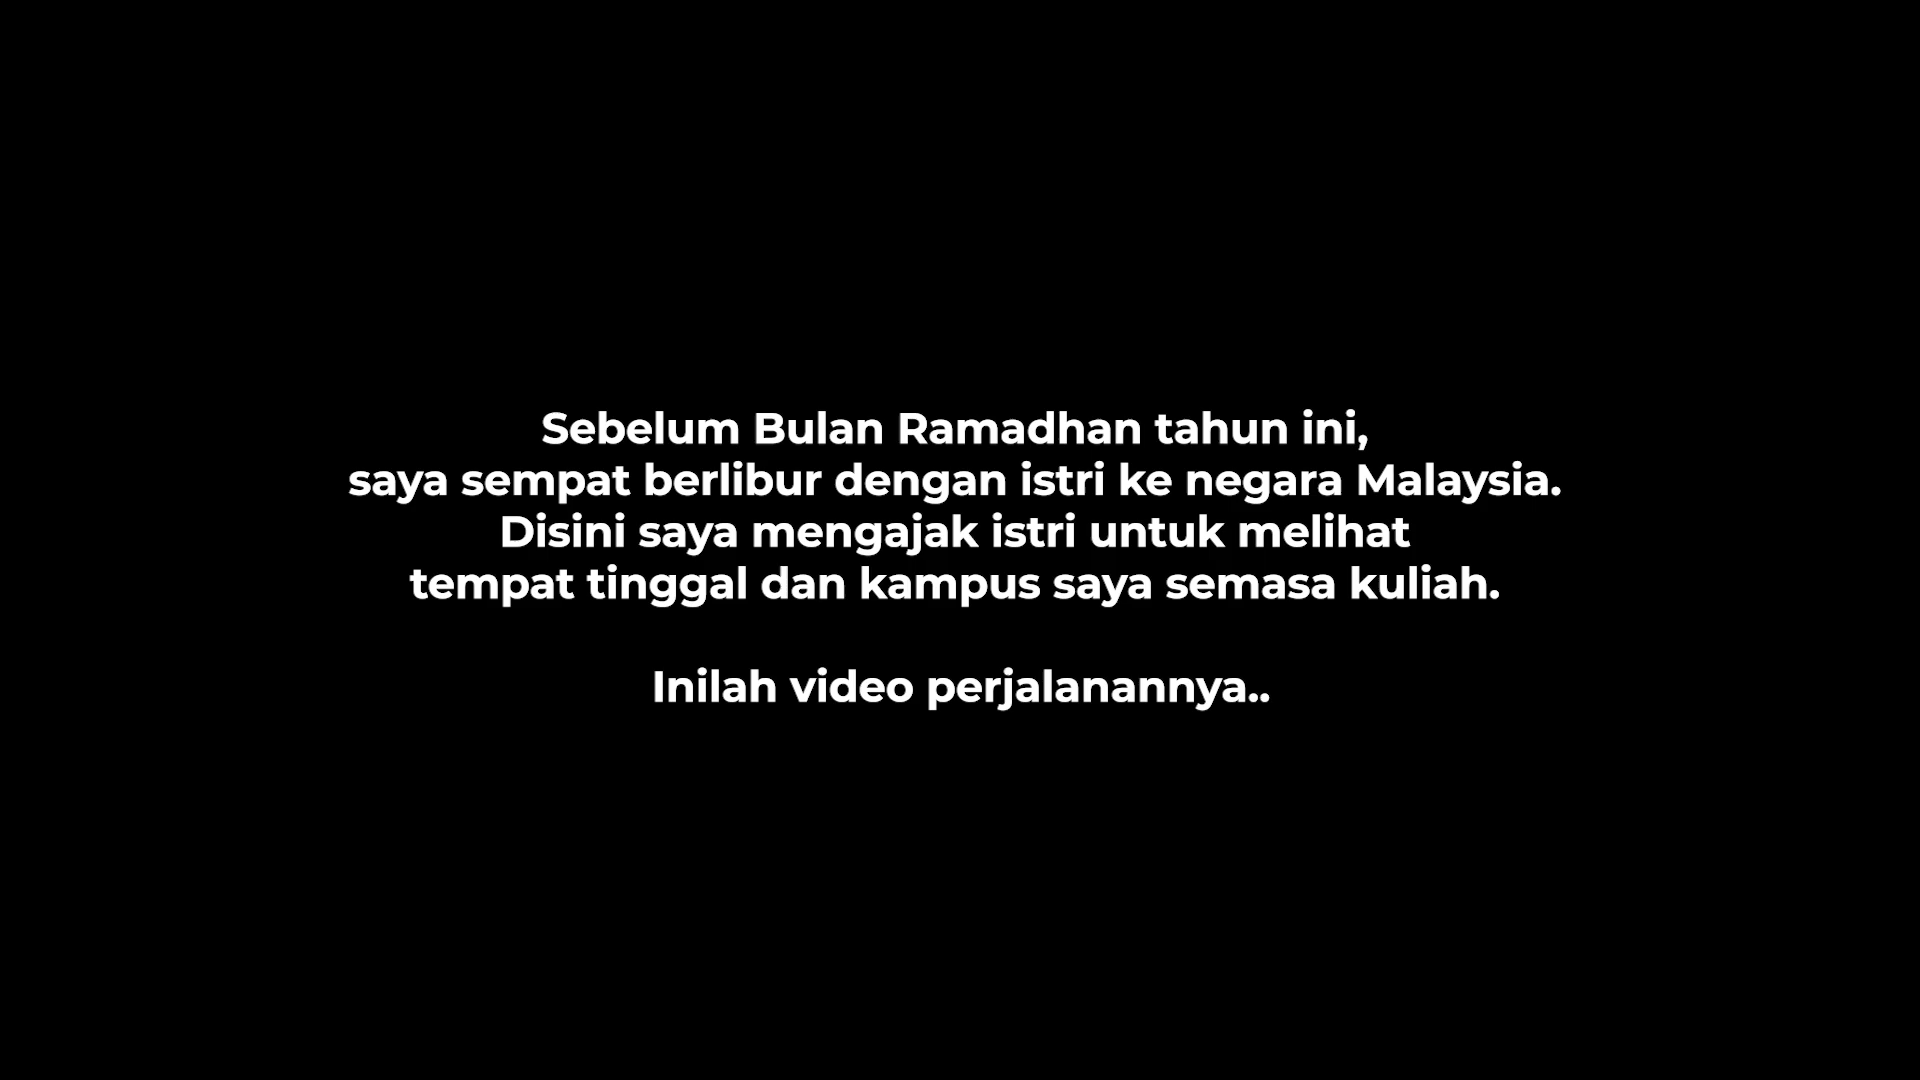 Sebelum Bulan Ramadhan tahun ini,
saya sempat berlibur dengan istri ke negara Malaysia.
Disini saya mengajak istri untuk melihat
tempat tinggal dan kampus saya semasa kuliah.
Inilah video perjalanannya..